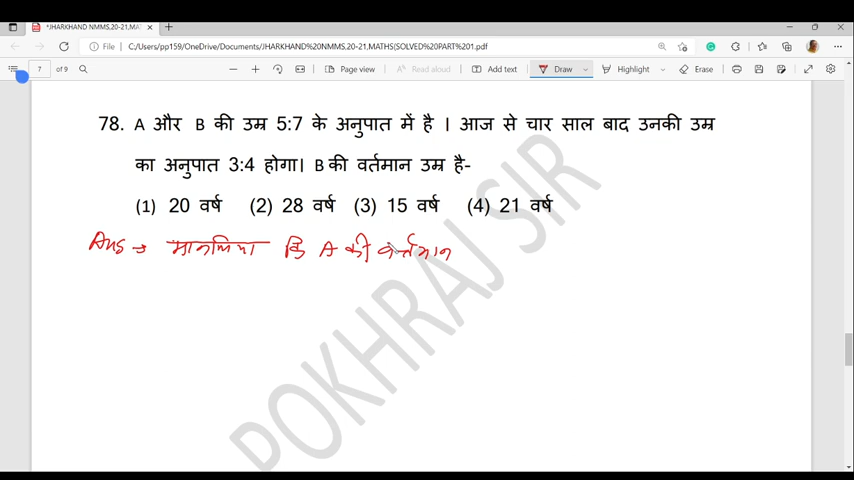 *JHARKHAND NMMS, 20-21,MATHS(S
File C:/Users/pp159/OneDrive/Documents/JHARKHAND%20NMMS,20-21,MATHS(SOLVED%20PART%201.pdf
7 of 9 Page view Read aloud Add text Draw Highlight Erase
78. A और B की उम्र 5:7 के अनुपात में है । आज से चार साल बाद उनकी उम्र
का अनुपात 3:4 होगा। B की वर्तमान उम्र है-
(1) 20 वर्ष (2) 28 वर्ष (3) 15 वर्ष (4) 21 वर्ष
Ans → मानलिया कि A की वर्तमान
POKHRAJ SIR